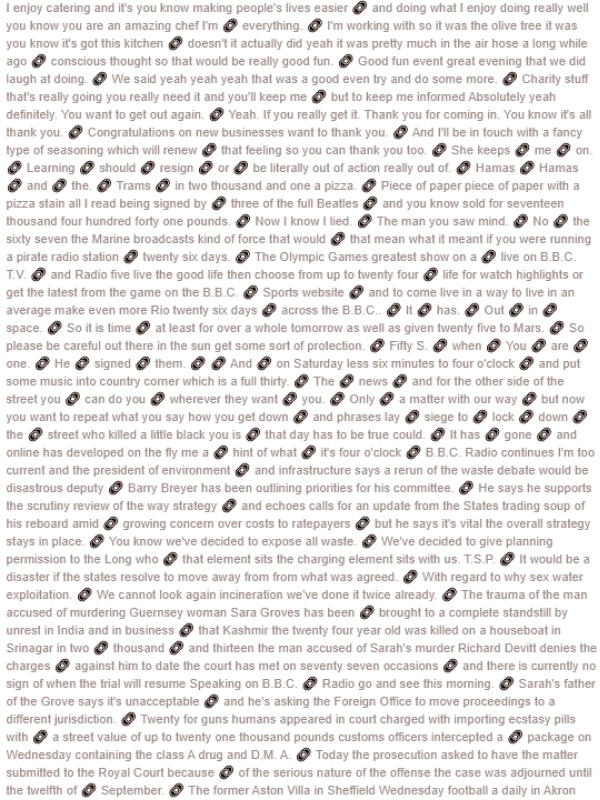 I enjoy catering and it's you know making people's lives easier and doing what I enjoy doing really well
you know you are an amazing chef I'm everything. I'm working with so it was the olive tree it was
you know it's got this kitchen doesn't it actually did yeah it was pretty much in the air hose a long while
ago conscious thought so that would be really good fun. Good fun event great evening that we did
laugh at doing. We said yeah yeah yeah that was a good even try and do some more. Charity stuff
that's really going you really need it and you'll keep me but to keep me informed Absolutely yeah
definitely. You want to get out again. Yeah. If you really get it. Thank you for coming in. You know it's all
thank you. Congratulations on new businesses want to thank you. And I'll be in touch with a fancy
type of seasoning which will renew that feeling so you can thank you too. She keeps me on.
Learning should resign or be literally out of action really out of. Hamas Hamas
and the. Trams in two thousand and one a pizza. Piece of paper piece of paper with a
pizza stain all I read being signed by three of the full Beatles and you know sold for seventeen
thousand four hundred forty one pounds. Now I know I lied. The man you saw mind. No the
sixty seven the Marine broadcasts kind of force that would that mean what it meant if you were running
a pirate radio station twenty six days. The Olympic Games greatest show on a live on B.B.C.
T.V. and Radio five live the good life then choose from up to twenty four life for watch highlights or
get the latest from the game on the B.B.C. Sports website and to come live in a way to live in an
average make even more Rio twenty six days across the B.B.C.. It has. Out in
space. So it is time at least for over a whole tomorrow as well as given twenty five to Mars. So
please be careful out there in the sun get some sort of protection. Fifty S. when You are
one. He signed them. And on Saturday less six minutes to four o'clock and put
some music into country corner which is a full thirty. The news and for the other side of the
street you can do you wherever they want you. Only a matter with our way but now
you want to repeat what you say how you get down and phrases lay siege to lock down
the street who killed a little black you is that day has to be true could. It has gone and
online has developed on the fly me a hint of what it's four o'clock B.B.C. Radio continues I'm too
current and the president of environment and infrastructure says a rerun of the waste debate would be
disastrous deputy Barry Breyer has been outlining priorities for his committee. He says he supports
the scrutiny review of the way strategy and echoes calls for an update from the States trading soup of
his reboard amid growing concern over costs to ratepayers but he says it's vital the overall strategy
stays in place. You know we've decided to expose all waste. We've decided to give planning
permission to the Long who that element sits the charging element sits with us. T.S.P. It would be a
disaster if the states resolve to move away from from what was agreed. With regard to why sex water
exploitation. We cannot look again incineration we've done it twice already. The trauma of the man
accused of murdering Guernsey woman Sara Groves has been brought to a complete standstill by
unrest in India and in business that Kashmir the twenty four year old was killed on a houseboat in
Srinagar in two thousand and thirteen the man accused of Sarah's murder Richard Devitt denies the
charges against him to date the court has met on seventy seven occasions and there is currently no
sign of when the trial will resume Speaking on B.B.C. Radio go and see this morning. Sarah's father
of the Grove says it's unacceptable and he's asking the Foreign Office to move proceedings to a
different jurisdiction. Twenty for guns humans appeared in court charged with importing ecstasy pills
with a street value of up to twenty one thousand pounds customs officers intercepted a package on
Wednesday containing the class A drug and D.M. A. Today the prosecution asked to have the matter
submitted to the Royal Court because of the serious nature of the offense the case was adjourned until
the twelfth of September. The former Aston Villa in Sheffield Wednesday football a daily in Akron